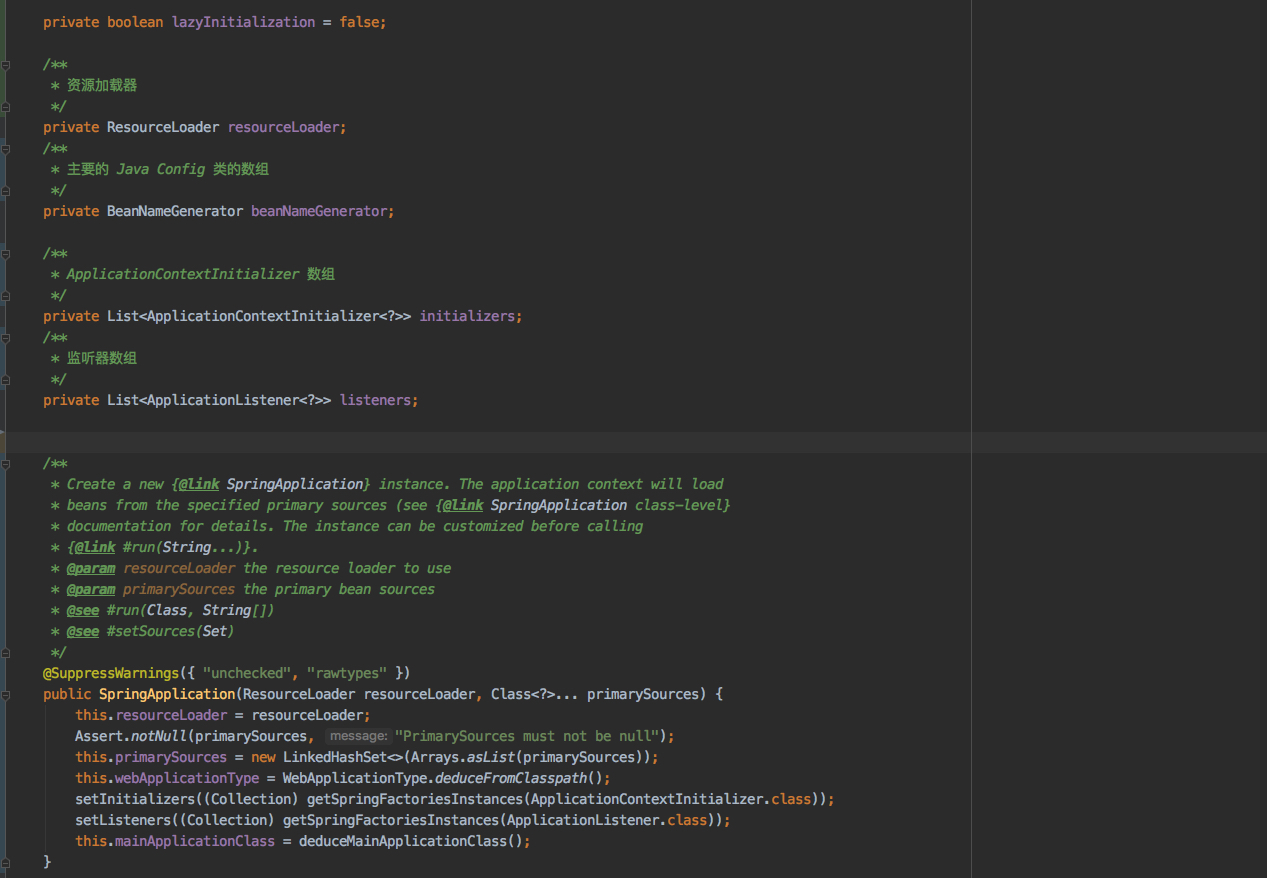 private boolean lazyInitialization = false;
/**
* 资源加载器
*/
private ResourceLoader resourceLoader;
/**
* 主要的 Java Config 类的数组
*/
private BeanNameGenerator beanNameGenerator;
/**
* ApplicationContextInitializer 数组
*/
private List<ApplicationContextInitializer<?>> initializers;
/**
* 监听器数组
*/
private List<ApplicationListener<?>> listeners;
/**
* Create a new {@link SpringApplication} instance. The application context will load
* beans from the specified primary sources (see {@link SpringApplication class-level}
* documentation for details. The instance can be customized before calling
* {@link #run(String...)}.
* @param resourceLoader the resource loader to use
* @param primarySources the primary bean sources
* @see #run(Class, String[])
* @see #setSources(Set)
*/
@SuppressWarnings({ "unchecked", "rawtypes" })
public SpringApplication(ResourceLoader resourceLoader, Class<?>... primarySources) {
this.resourceLoader = resourceLoader;
Assert.notNull(primarySources, message: "PrimarySources must not be null");
this.primarySources = new LinkedHashSet<>(Arrays.asList(primarySources));
this.webApplicationType = WebApplicationType.deduceFromClasspath();
setInitializers((Collection) getSpringFactoriesInstances(ApplicationContextInitializer.class));
setListeners((Collection) getSpringFactoriesInstances(ApplicationListener.class));
this.mainApplicationClass = deduceMainApplicationClass();
}